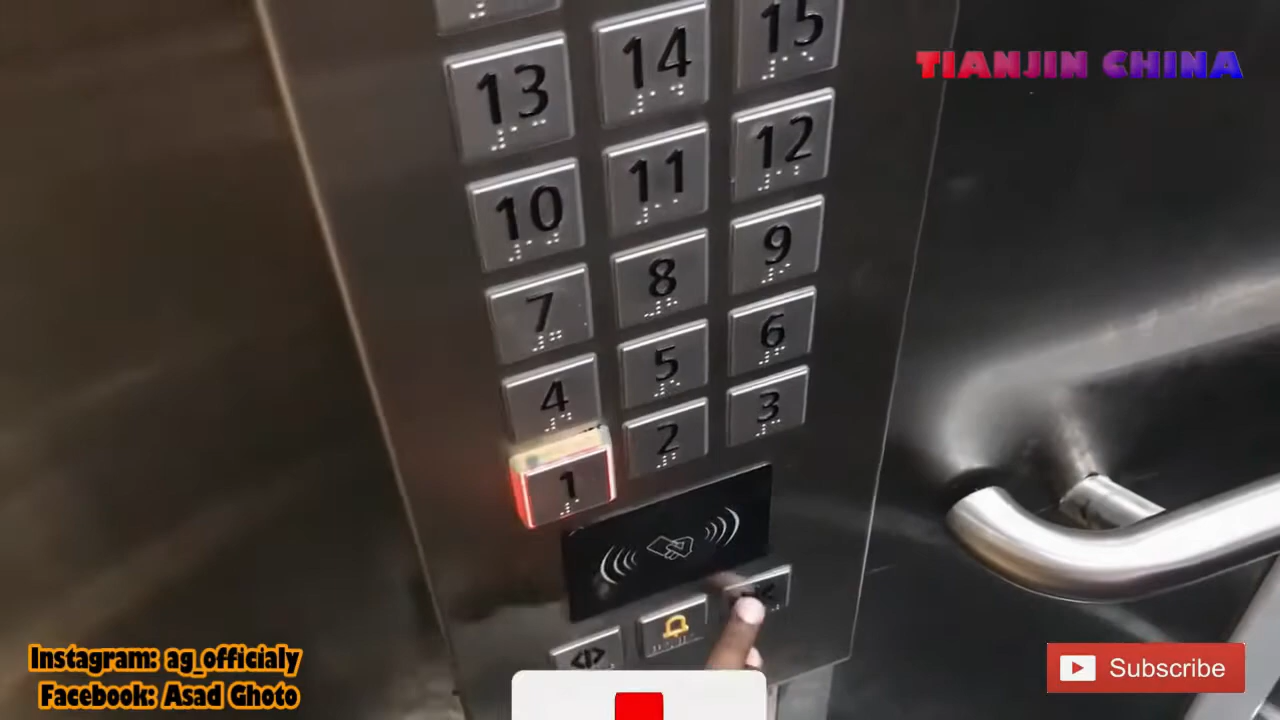 TIANJIN CHINA
13 14 15
10 11 12
7 8 9
4 5 6
1 2 3
Instagram: ag_officialy
Facebook: Asad Ghoto
Subscribe